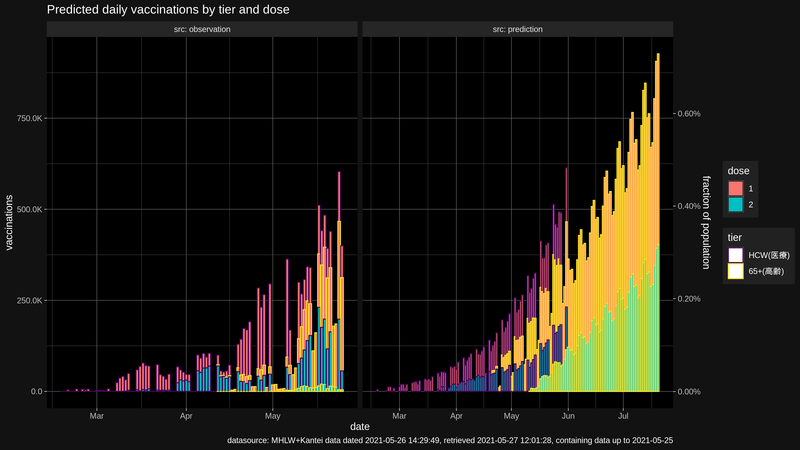 Predicted daily vaccinations by tier and dose
src: observation
src: prediction
vaccinations
750.0K
500.0K
250.0K
0.0
0.60%
0.40%
0.20%
0.00%
fraction of population
Mar
Apr
May
Mar
Apr
May
Jun
Jul
date
dose
1
2
tier
HCW(医療)
65+(高齢)
datasource: MHLW+Kantei data dated 2021-05-26 14:29:49, retrieved 2021-05-27 12:01:28, containing data up to 2021-05-25